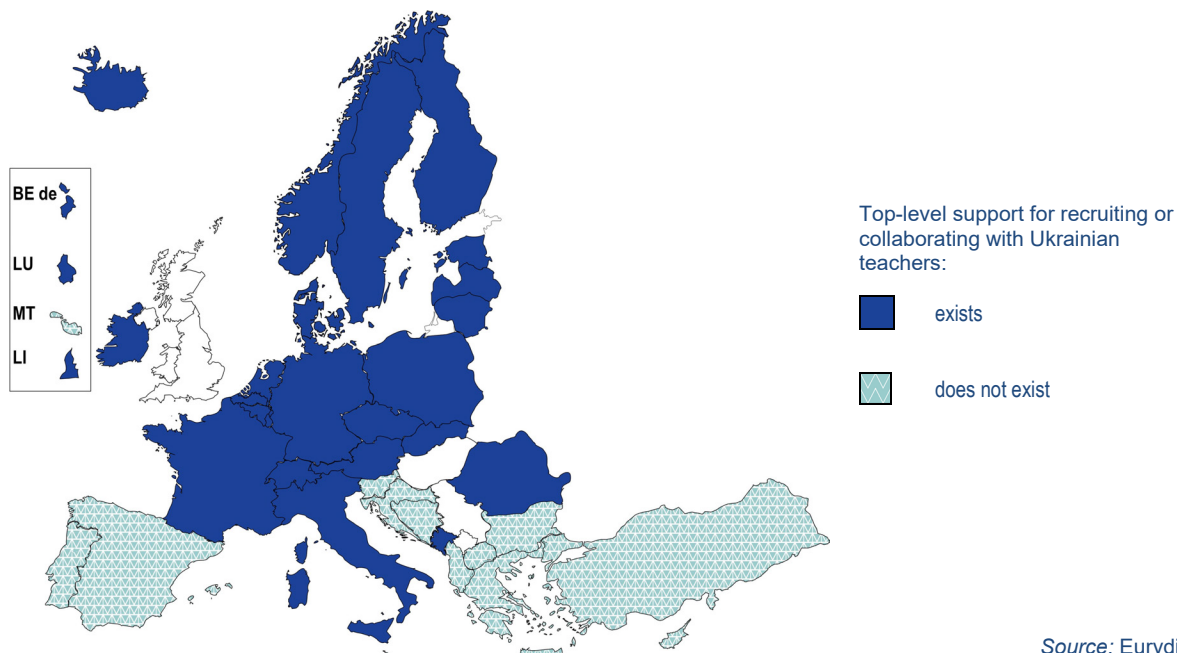 BE de
LU
MT
LI
Top-level support for recruiting or
collaborating with Ukrainian
teachers:
exists
does not exist
Source: Eurydi